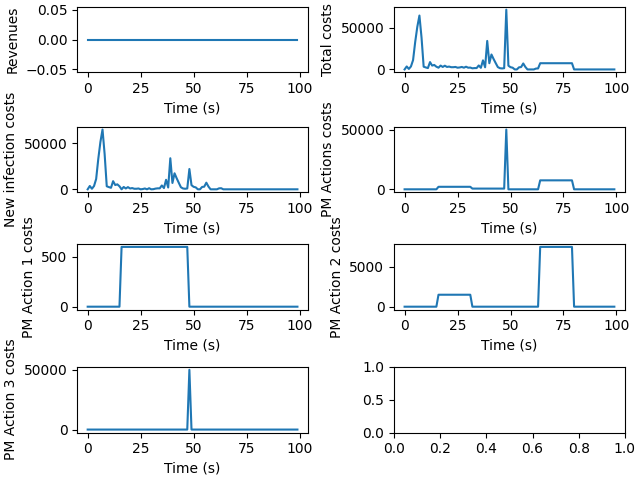 Revenues
0.05
0.00
−0.05
0 25 50 75 100
Time (s)
Total costs
50000
0
0 25 50 75 100
Time (s)
New infection costs
50000
0
0 25 50 75 100
Time (s)
PM Actions costs
50000
0
0 25 50 75 100
Time (s)
PM Action 1 costs
500
0
0 25 50 75 100
Time (s)
PM Action 2 costs
5000
0
0 25 50 75 100
Time (s)
PM Action 3 costs
50000
0
0 25 50 75 100
Time (s)
1.0
0.5
0.0
0.0 0.2 0.4 0.6 0.8 1.0